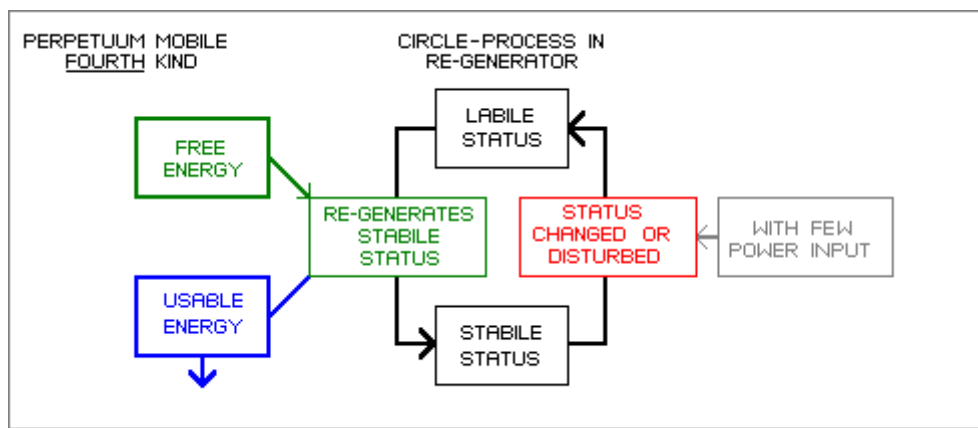 PERPETUUM MOBILE
FOURTH KIND
CIRCLE-PROCESS IN
RE-GENERATOR
LABILE
STATUS
FREE
ENERGY
RE-GENERATES
STABILE
STATUS
STATUS
CHANGED OR
DISTURBED
WITH FEW
POWER INPUT
USABLE
ENERGY
STABILE
STATUS